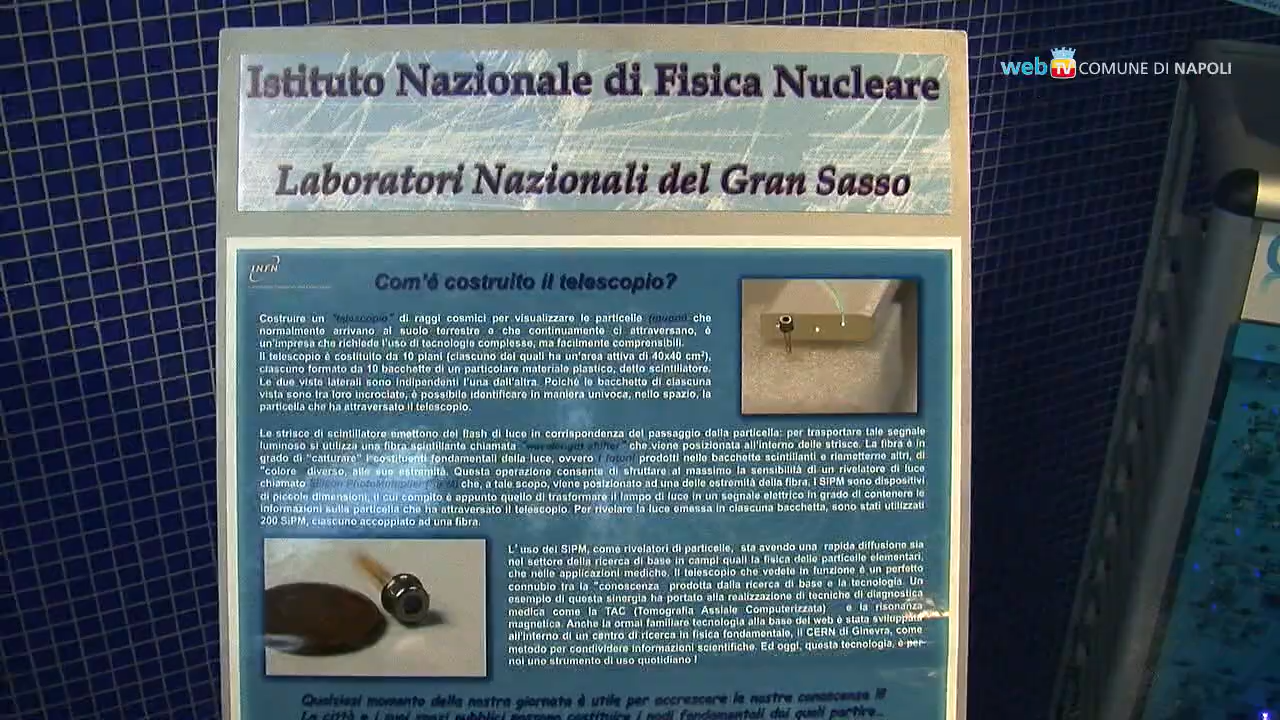 web TV COMUNE DI NAPOLI
Istituto Nazionale di Fisica Nucleare
Laboratori Nazionali del Gran Sasso
INFN
Com'é costruito il telescopio?
Costruire un "telescopio" di raggi cosmici per visualizzare le particelle (muoni) che
normalmente arrivano al suolo terrestre e che continuamente ci attraversano, è
un'impresa che richiede l'uso di tecnologie complesse, ma facilmente comprensibili.
Il telescopio è costituito da 10 piani (ciascuno dei quali ha un'area attiva di 40x40 cm²),
ciascuno formato da 10 bacchette di un particolare materiale plastico, detto scintillatore.
Le due viste laterali sono indipendenti l'una dall'altra. Poiché le bacchette di ciascuna
vista sono tra loro incrociate, è possibile identificare in maniera univoca, nello spazio, la
particella che ha attraversato il telescopio.
Le strisce di scintillatore emettono dei flash di luce in corrispondenza del passaggio della particella: per trasportare tale segnale
luminoso si utilizza una fibra scintillante chiamata "wavelenght shifter" che viene posizionata all'interno delle strisce. La fibra è in
grado di "catturare" i costituenti fondamentali della luce, ovvero i fotoni prodotti nelle bacchette scintillanti e riemetterne altri, di
"colore diverso, alle sue estremità. Questa operazione consente di sfruttare al massimo la sensibilità di un rivelatore di luce
chiamato Silicon PhotoMultiplier (SiPM) che, a tale scopo, viene posizionato ad una delle estremità della fibra. I SiPM sono dispositivi
di piccole dimensioni, il cui compito è appunto quello di trasformare il lampo di luce in un segnale elettrico in grado di contenere le
informazioni sulla particella che ha attraversato il telescopio. Per rivelare la luce emessa in ciascuna bacchetta, sono stati utilizzati
200 SiPM, ciascuno accoppiato ad una fibra.
L'uso dei SiPM, come rivelatori di particelle, sta avendo una rapida diffusione sia
nel settore della ricerca di base in campi quali la fisica delle particelle elementari,
che nelle applicazioni mediche. Il telescopio che vedete in funzione è un perfetto
connubio tra la "conoscenza prodotta dalla ricerca di base e la tecnologia. Un
esempio di questa sinergia ha portato alla realizzazione di tecniche di diagnostica
medica come la TAC (Tomografia Assiale Computerizzata) e la risonanza
magnetica. Anche la ormai familiare tecnologia alla base del web è stata sviluppata
all'interno di un centro di ricerca in fisica fondamentale, il CERN di Ginevra, come
metodo per condividere informazioni scientifiche. Ed oggi, questa tecnologia, è per
noi uno strumento di uso quotidiano !
Qualsiasi momento della nostra giornata è utile per accrescere le nostre conoscenze !!!
La città e i suoi spazi pubblici possono costituire i nodi fondamentali dai quali partire...